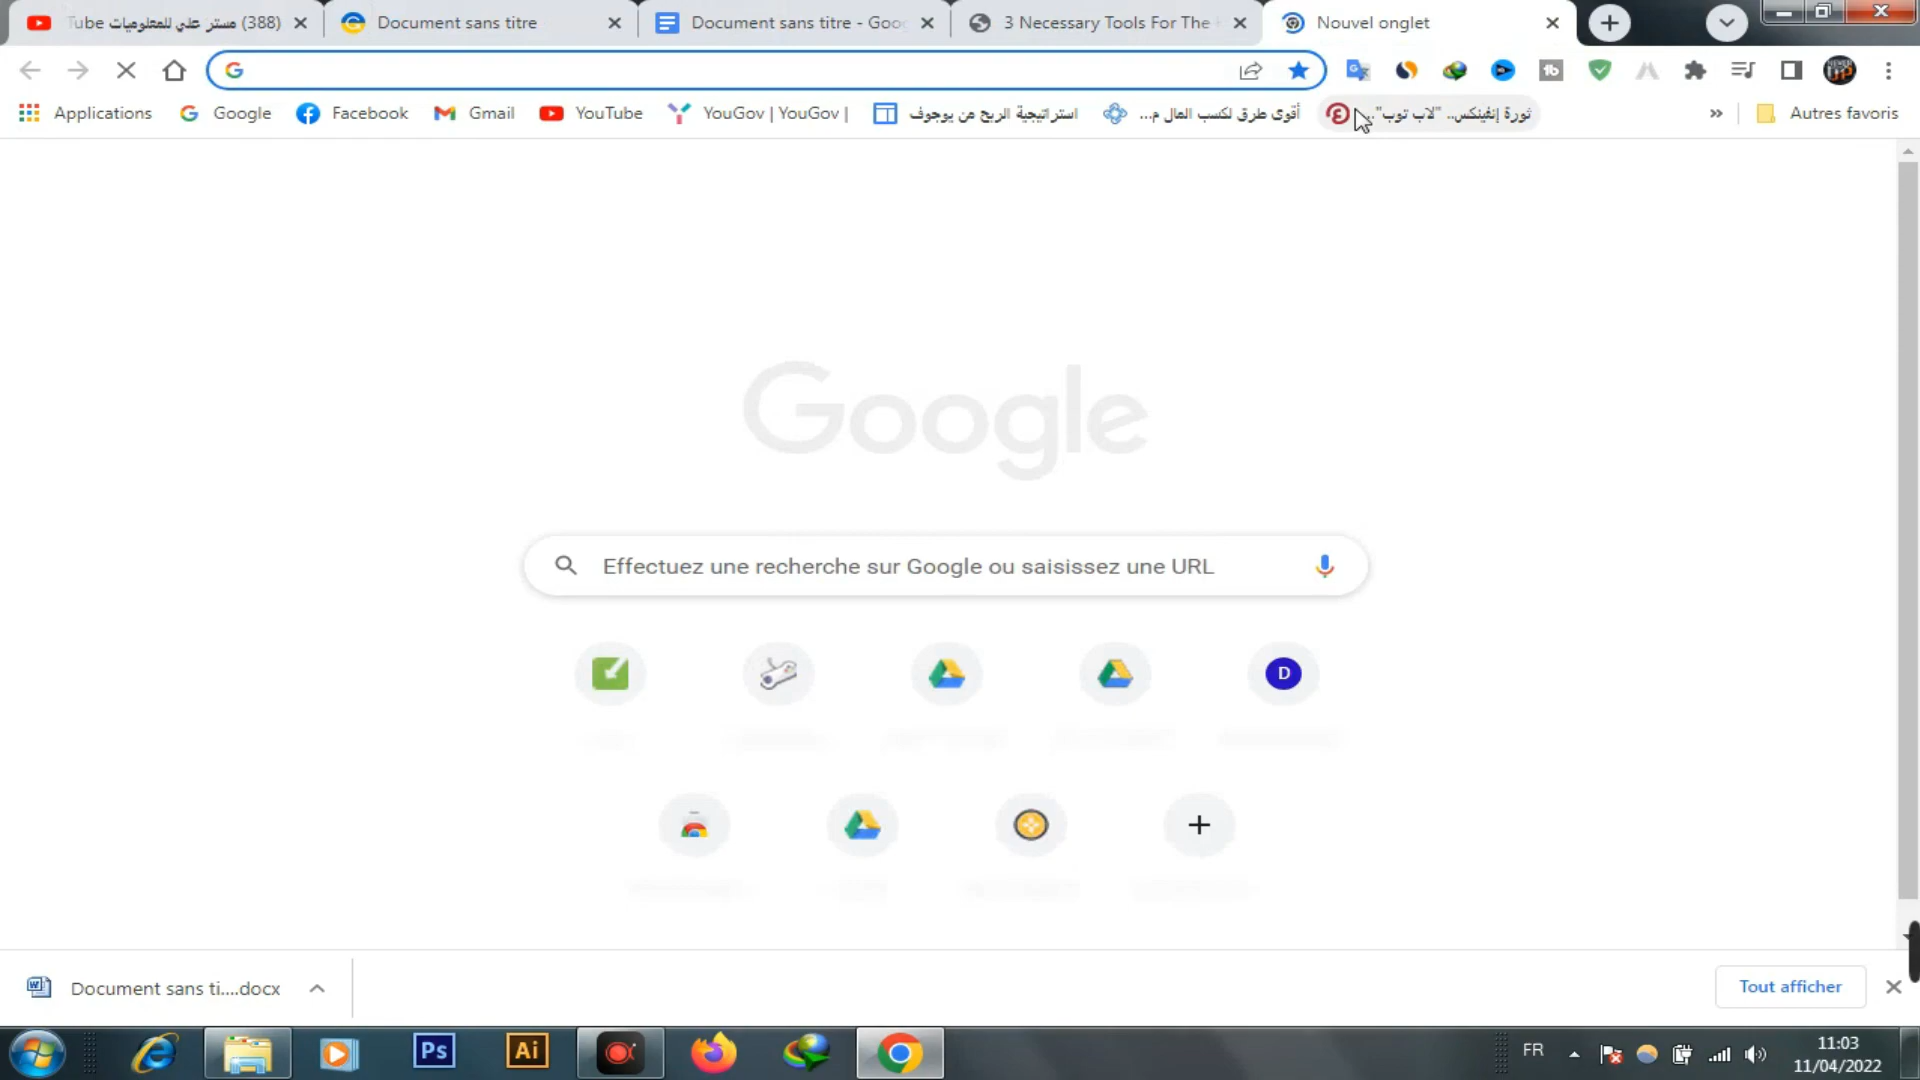 (388) مستر علي للمعلوميات Tube
Document sans titre
Document sans titre - Goo
3 Necessary Tools For The
Nouvel onglet
Applications
Google
Facebook
Gmail
YouTube
YouGov | YouGov |
استراتيجية الربح من يوجوف
أقوى طرق لكسب المال م...
ثورة إنفينكس.. "لاب توب"...
Autres favoris
Google
Effectuez une recherche sur Google ou saisissez une URL
D
Document sans ti....docx
Tout afficher
Ps
Ai
FR
11:03
11/04/2022